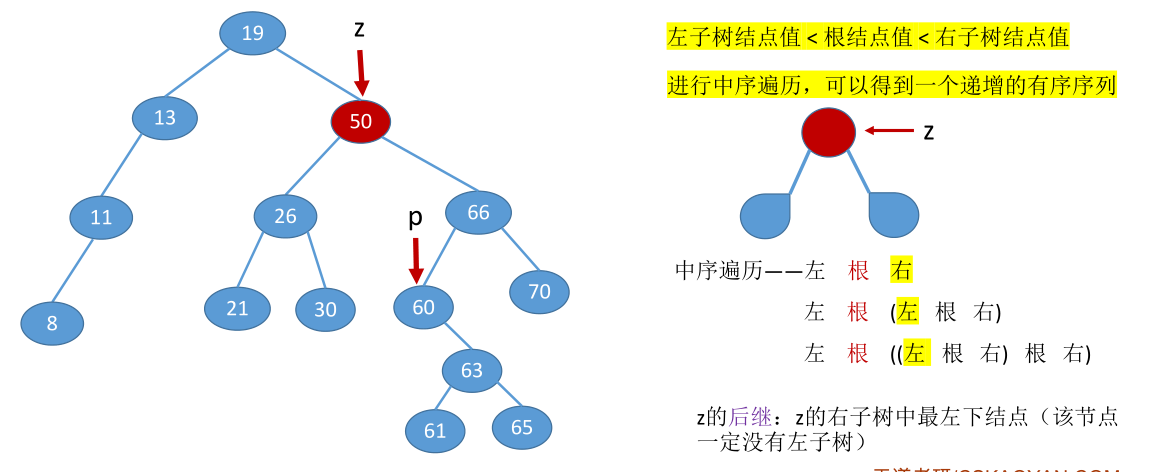 19
z
13
50
11
26
66
p
8
21
30
60
70
63
61
65
左子树结点值 < 根结点值 < 右子树结点值
进行中序遍历，可以得到一个递增的有序序列
z
中序遍历——左 根 右
左 根 (左 根 右)
左 根 ((左 根 右) 根 右)
z的后继：z的右子树中最左下结点（该节点
一定没有左子树）